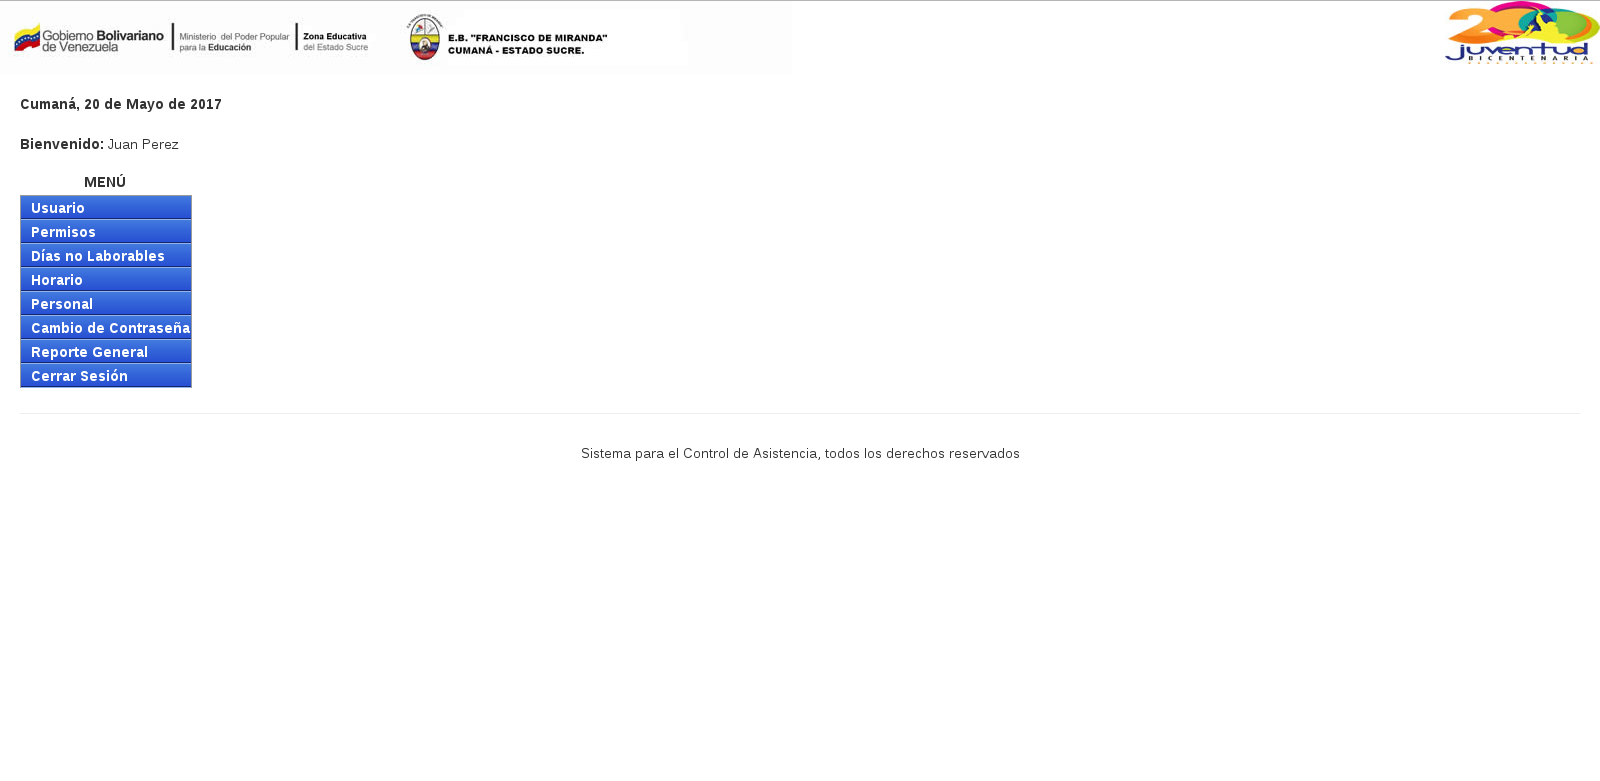 Gobierno Bolivariano
de Venezuela
Ministerio del Poder Popular
para la Educación
Zona Educativa
del Estado Sucre
E.B. "FRANCISCO DE MIRANDA"
CUMANÁ - ESTADO SUCRE.
200
juventud
BICENTENARIA
Cumaná, 20 de Mayo de 2017
Bienvenido: Juan Perez
MENÚ
Usuario
Permisos
Días no Laborables
Horario
Personal
Cambio de Contraseña
Reporte General
Cerrar Sesión
Sistema para el Control de Asistencia, todos los derechos reservados